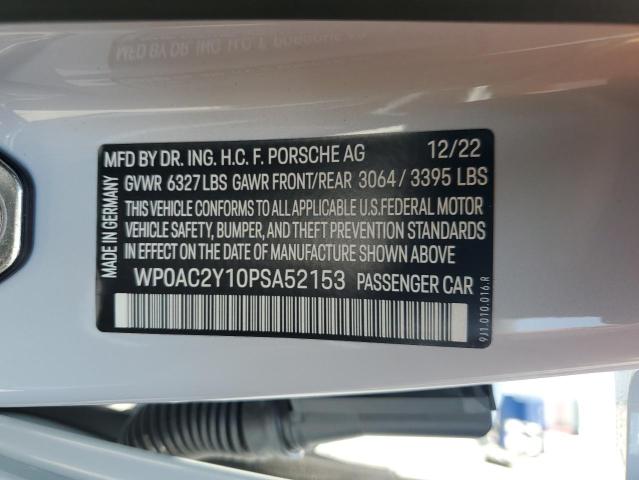 MFD BY DR. ING. H.C. F. PORSCHE AG 12/22
GVWR 6327 LBS GAWR FRONT/REAR 3064 / 3395 LBS
THIS VEHICLE CONFORMS TO ALL APPLICABLE U.S. FEDERAL MOTOR
VEHICLE SAFETY, BUMPER, AND THEFT PREVENTION STANDARDS
IN EFFECT ON THE DATE OF MANUFACTURE SHOWN ABOVE
WP0AC2Y10PSA52153 PASSENGER CAR
MADE IN GERMANY
9J1.010.016.R